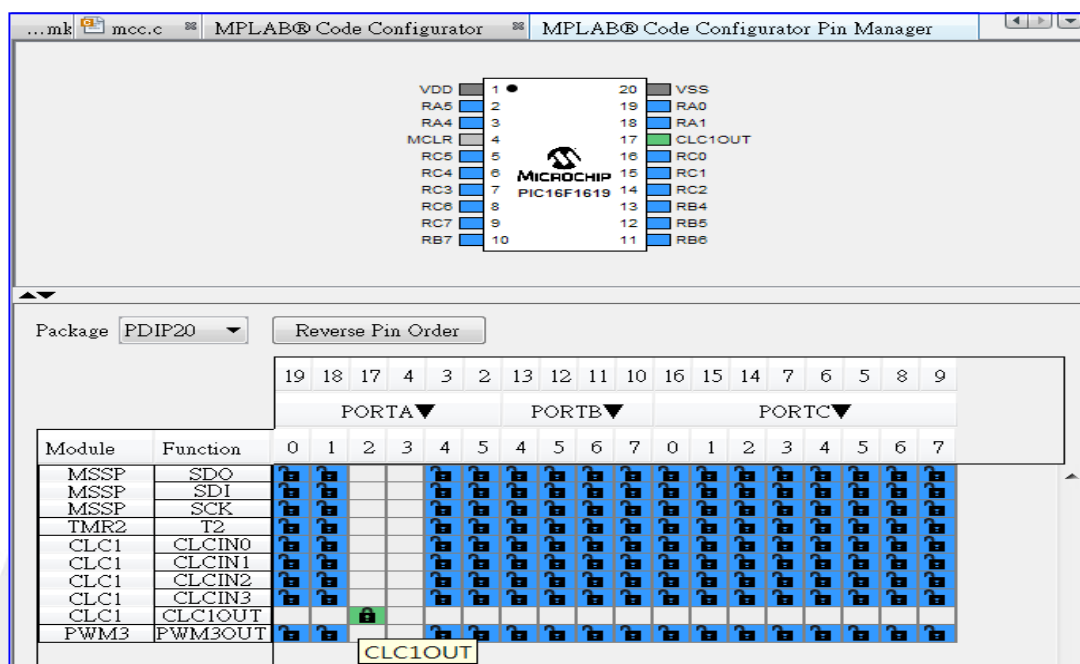 ...mk mcc.c MPLAB® Code Configurator MPLAB® Code Configurator Pin Manager
VDD 1 20 VSS
RA5 2 19 RA0
RA4 3 18 RA1
MCLR 4 17 CLC1OUT
RC5 5 16 RC0
RC4 6 MICROCHIP 15 RC1
RC3 7 PIC16F1619 14 RC2
RC6 8 13 RB4
RC7 9 12 RB5
RB7 10 11 RB6
Package PDIP20 Reverse Pin Order
19 18 17 4 3 2 13 12 11 10 16 15 14 7 6 5 8 9
PORTA▼ PORTB▼ PORTC▼
Module Function 0 1 2 3 4 5 4 5 6 7 0 1 2 3 4 5 6 7
MSSP SDO
MSSP SDI
MSSP SCK
TMR2 T2
CLC1 CLCIN0
CLC1 CLCIN1
CLC1 CLCIN2
CLC1 CLCIN3
CLC1 CLC1OUT
PWM3 PWM3OUT
CLC1OUT